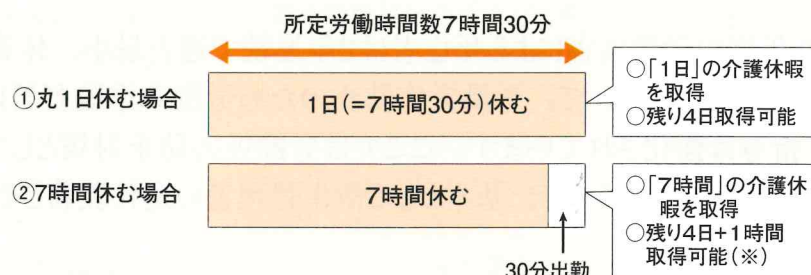 所定労働時間数7時間30分
①丸1日休む場合
1日(=7時間30分)休む
○「1日」の介護休暇
を取得
○残り4日取得可能
②7時間休む場合
7時間休む
○「7時間」の介護休
暇を取得
○残り4日+1時間
取得可能(※)
30分出勤